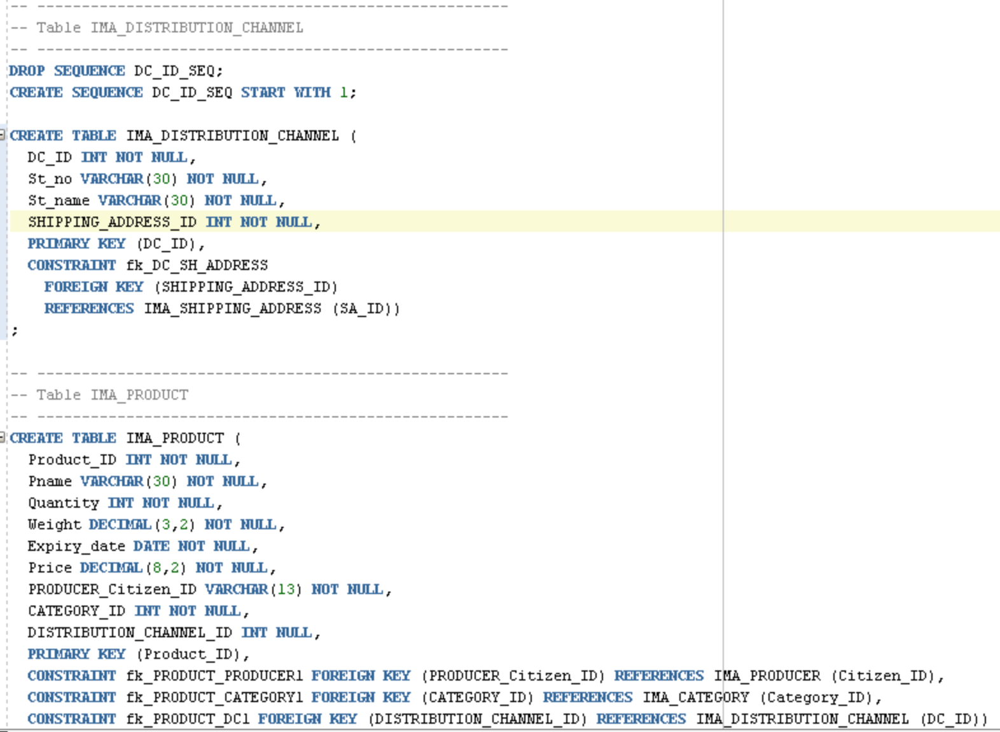 -- -----------------------------------------------------
-- Table IMA_DISTRIBUTION_CHANNEL
-- -----------------------------------------------------
DROP SEQUENCE DC_ID_SEQ;
CREATE SEQUENCE DC_ID_SEQ START WITH 1;
CREATE TABLE IMA_DISTRIBUTION_CHANNEL (
DC_ID INT NOT NULL,
St_no VARCHAR(30) NOT NULL,
St_name VARCHAR(30) NOT NULL,
SHIPPING_ADDRESS_ID INT NOT NULL,
PRIMARY KEY (DC_ID),
CONSTRAINT fk_DC_SH_ADDRESS
FOREIGN KEY (SHIPPING_ADDRESS_ID)
REFERENCES IMA_SHIPPING_ADDRESS (SA_ID))
;
-- -----------------------------------------------------
-- Table IMA_PRODUCT
-- -----------------------------------------------------
CREATE TABLE IMA_PRODUCT (
Product_ID INT NOT NULL,
Pname VARCHAR(30) NOT NULL,
Quantity INT NOT NULL,
Weight DECIMAL(3,2) NOT NULL,
Expiry_date DATE NOT NULL,
Price DECIMAL(8,2) NOT NULL,
PRODUCER_Citizen_ID VARCHAR(13) NOT NULL,
CATEGORY_ID INT NOT NULL,
DISTRIBUTION_CHANNEL_ID INT NULL,
PRIMARY KEY (Product_ID),
CONSTRAINT fk_PRODUCT_PRODUCER1 FOREIGN KEY (PRODUCER_Citizen_ID) REFERENCES IMA_PRODUCER (Citizen_ID),
CONSTRAINT fk_PRODUCT_CATEGORY1 FOREIGN KEY (CATEGORY_ID) REFERENCES IMA_CATEGORY (Category_ID),
CONSTRAINT fk_PRODUCT_DC1 FOREIGN KEY (DISTRIBUTION_CHANNEL_ID) REFERENCES IMA_DISTRIBUTION_CHANNEL (DC_ID))